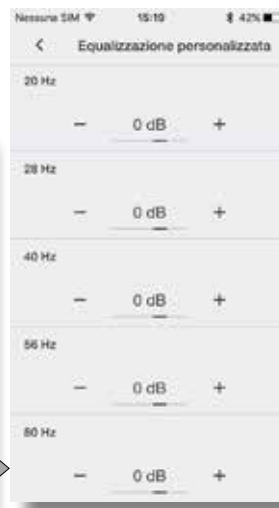 Nessuna SIM 15:19 42%
Equalizzazione personalizzata
20 Hz
− 0 dB +
28 Hz
− 0 dB +
40 Hz
− 0 dB +
56 Hz
− 0 dB +
80 Hz
− 0 dB +